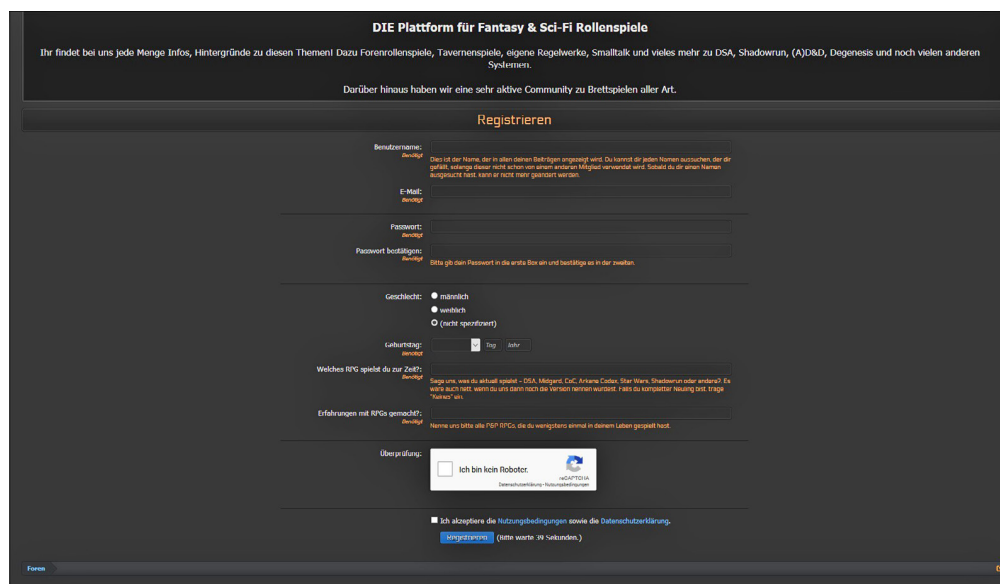 DIE Plattform für Fantasy & Sci-Fi Rollenspiele
Ihr findet bei uns jede Menge Infos, Hintergründe zu diesen Themen! Dazu Forenrollenspiele, Tavernenspiele, eigene Regelwerke, Smalltalk und vieles mehr zu DSA, Shadowrun, (A)D&D, Degenesis und noch vielen anderen
Systemen.
Darüber hinaus haben wir eine sehr aktive Community zu Brettspielen aller Art.
Registrieren
Benutzername:
Benötigt
Dies ist der Name, der in allen deinen Beiträgen angezeigt wird. Du kannst dir jeden Namen aussuchen, der dir
gefällt, solange dieser nicht schon von einem anderen Mitglied verwendet wird. Sobald du dir einen Namen
ausgesucht hast, kann er nicht mehr geändert werden.
E-Mail:
Benötigt
Passwort:
Benötigt
Passwort bestätigen:
Benötigt
Bitte gib dein Passwort in die erste Box ein und bestätige es in der zweiten.
Geschlecht:
männlich
weiblich
(nicht spezifiziert)
Geburtstag:
Benötigt
Tag
Jahr
Welches RPG spielst du zur Zeit?:
Benötigt
Sage uns, was du aktuell spielst - DSA, Midgard, CoC, Arkane Codex, Star Wars, Shadowrun oder andere? Es
wäre auch nett, wenn du uns dann noch die Version nennen würdest. Falls du kompletter Neuling bist, trage
"Keines" ein.
Erfahrungen mit RPGs gemacht?:
Benötigt
Nenne uns bitte alle P&P RPGs, die du wenigstens einmal in deinem Leben gespielt hast.
Überprüfung:
Ich bin kein Roboter.
reCAPTCHA
Datenschutzerklärung - Nutzungsbedingungen
Ich akzeptiere die Nutzungsbedingungen sowie die Datenschutzerklärung.
Registrieren (Bitte warte 39 Sekunden.)
Foren